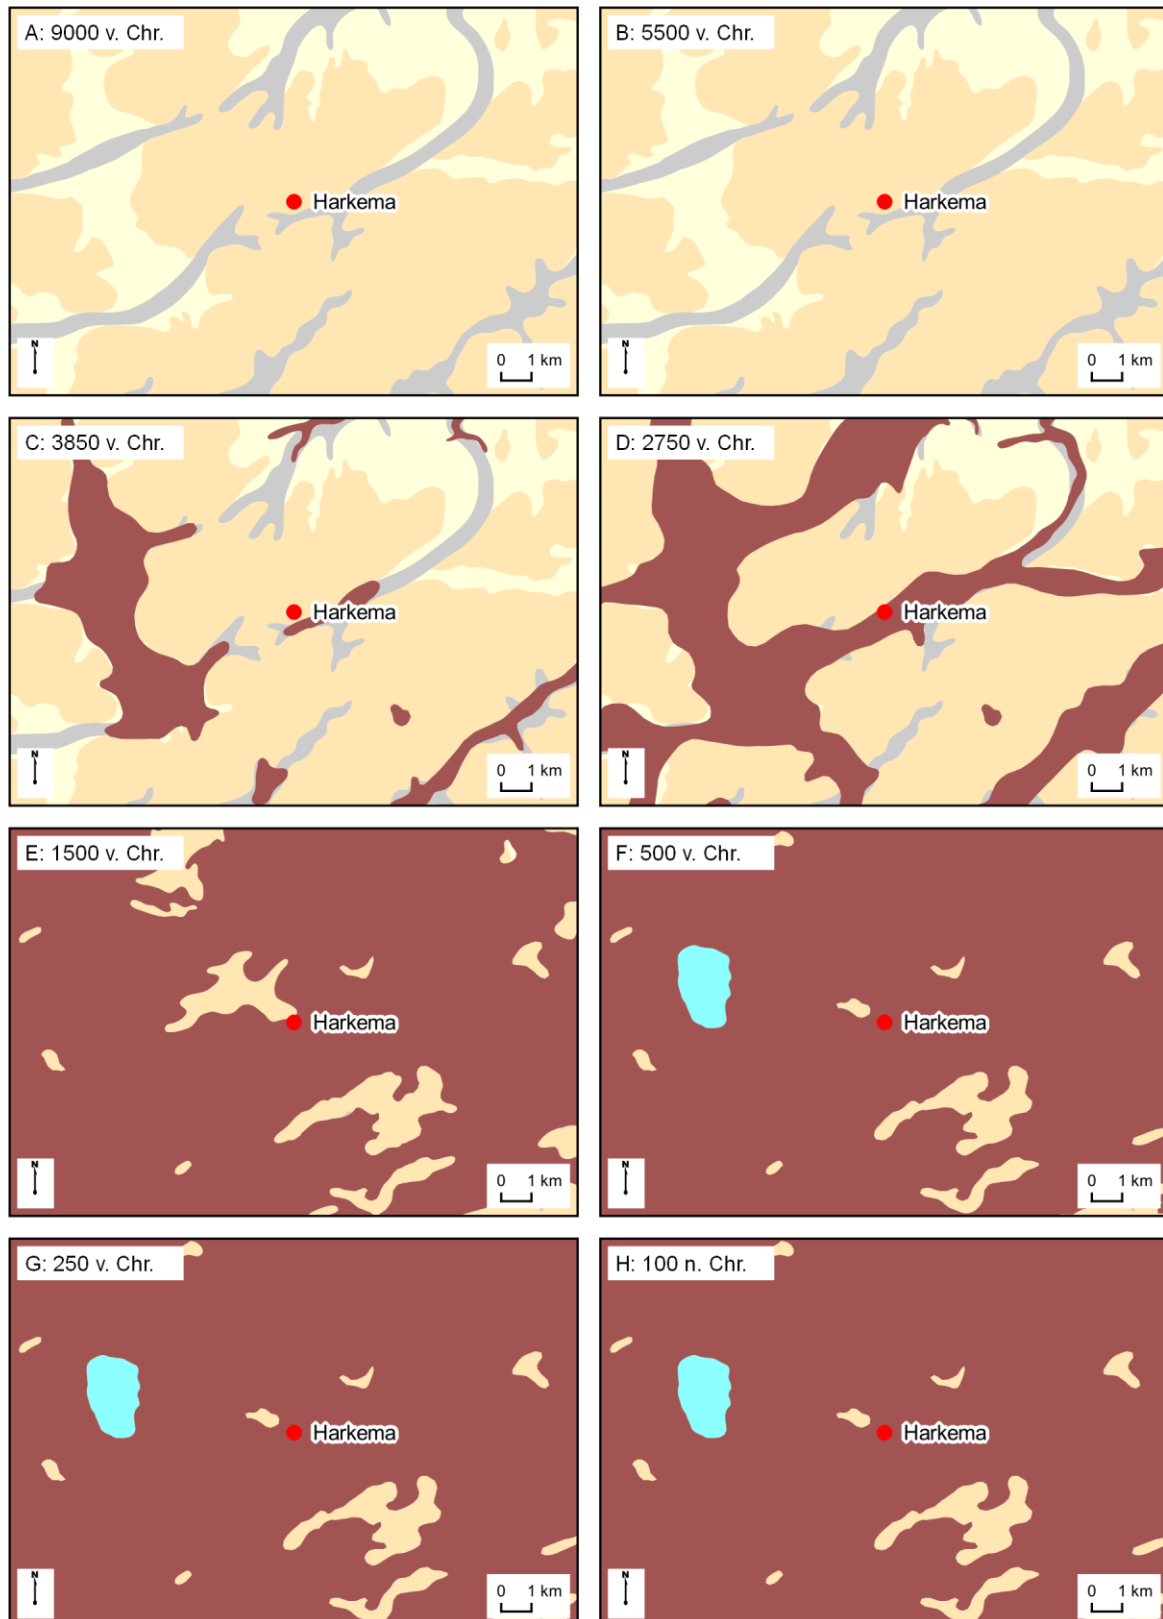 A: 9000 v. Chr.
Harkema
N
0 1 km
B: 5500 v. Chr.
Harkema
N
0 1 km
C: 3850 v. Chr.
Harkema
N
0 1 km
D: 2750 v. Chr.
Harkema
N
0 1 km
E: 1500 v. Chr.
Harkema
N
0 1 km
F: 500 v. Chr.
Harkema
N
0 1 km
G: 250 v. Chr.
Harkema
N
0 1 km
H: 100 n. Chr.
Harkema
N
0 1 km